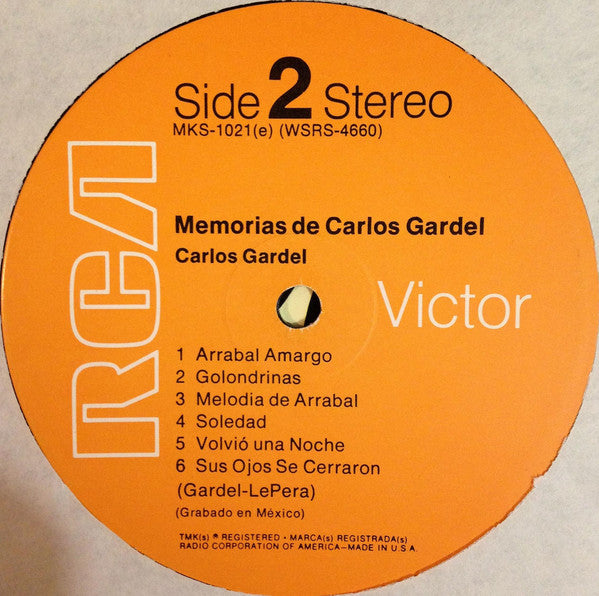 Side 2 Stereo
MKS-1021(e) (WSRS-4660)
RCA
Memorias de Carlos Gardel
Carlos Gardel
Victor
1 Arrabal Amargo
2 Golondrinas
3 Melodia de Arrabal
4 Soledad
5 Volvió una Noche
6 Sus Ojos Se Cerraron
(Gardel-LePera)
(Grabado en México)
TMK(s) ® REGISTERED • MARCA(s) REGISTRADA(s)
RADIO CORPORATION OF AMERICA—MADE IN U.S.A.